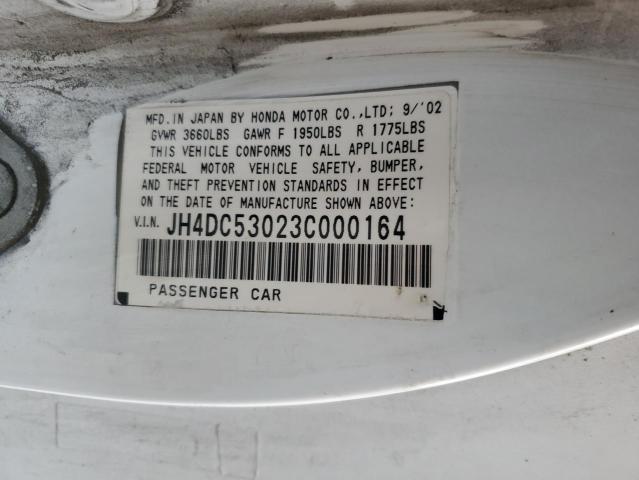 MFD. IN JAPAN BY HONDA MOTOR CO.,LTD; 9/'02
GVWR 3660LBS GAWR F 1950LBS R 1775LBS
THIS VEHICLE CONFORMS TO ALL APPLICABLE
FEDERAL MOTOR VEHICLE SAFETY, BUMPER,
AND THEFT PREVENTION STANDARDS IN EFFECT
ON THE DATE OF MANUFACTURE SHOWN ABOVE:
V.I.N. JH4DC53023C000164
PASSENGER CAR